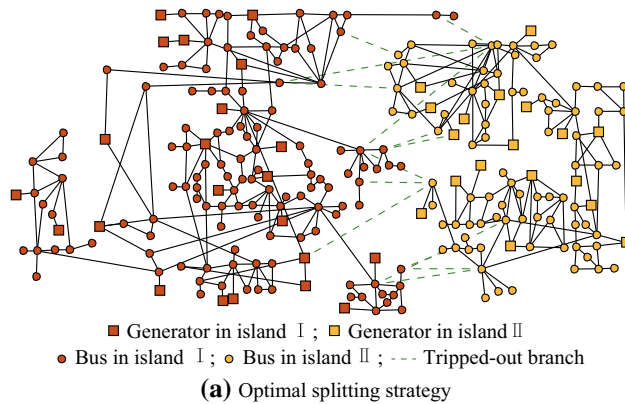 Generator in island Ⅰ ; Generator in island Ⅱ
Bus in island Ⅰ ; Bus in island Ⅱ ; Tripped-out branch
(a) Optimal splitting strategy